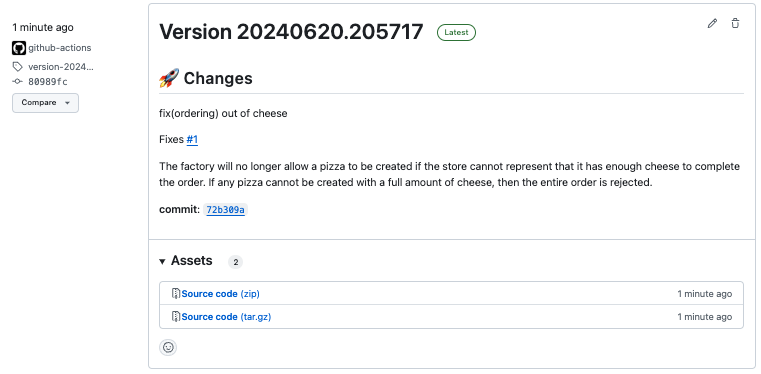 1 minute ago
github-actions
version-2024...
80989fc
Compare
Version 20240620.205717 Latest
🚀 Changes
fix(ordering) out of cheese
Fixes #1
The factory will no longer allow a pizza to be created if the store cannot represent that it has enough cheese to complete
the order. If any pizza cannot be created with a full amount of cheese, then the entire order is rejected.
commit: 72b309a
Assets 2
Source code (zip) 1 minute ago
Source code (tar.gz) 1 minute ago